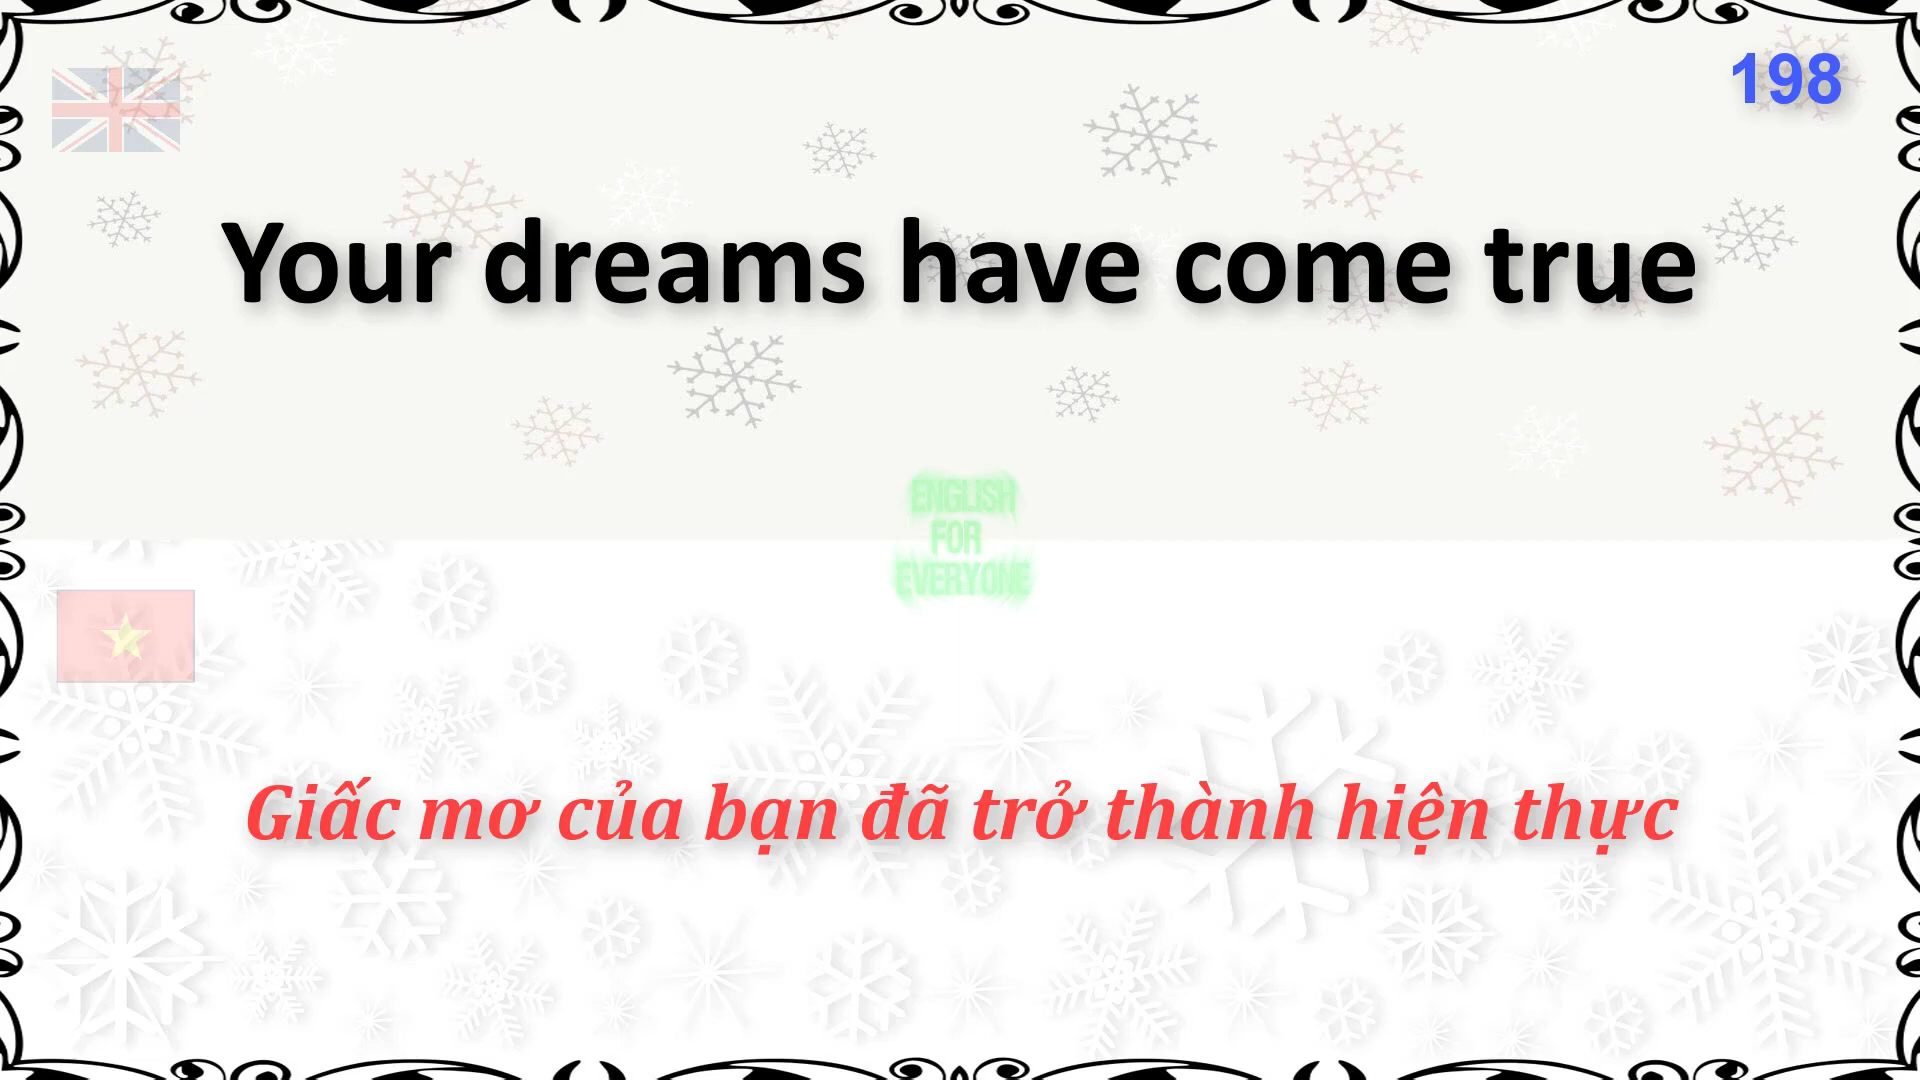 198
Your dreams have come true
ENGLISH
FOR
EVERYONE
Giấc mơ của bạn đã trở thành hiện thực